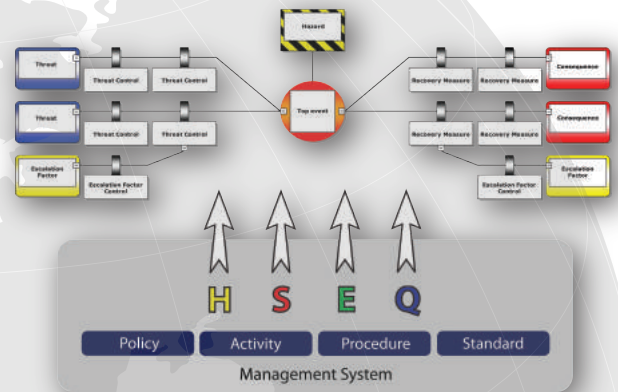 Hazard
Threat
Threat Control
Threat Control
Top event
Recovery Measure
Recovery Measure
Consequence
Threat
Threat Control
Threat Control
Recovery Measure
Recovery Measure
Consequence
Escalation
Factor
Escalation Factor
Control
Escalation Factor
Control
Escalation
Factor
H S E Q
Policy Activity Procedure Standard
Management System